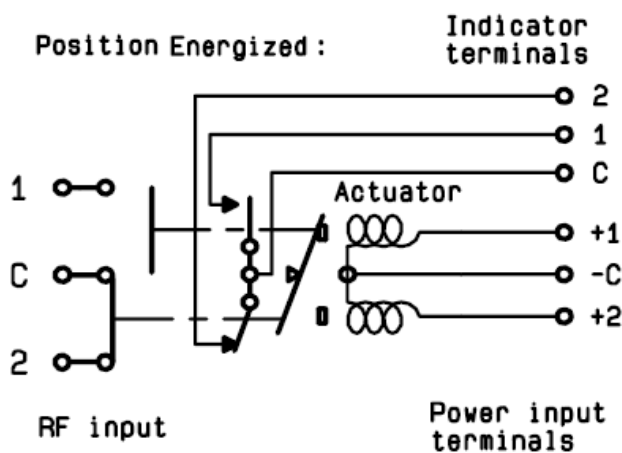 Position Energized :
Indicator
terminals
2
1
C
1
Actuator
+1
C
-C
+2
2
RF input
Power input
terminals